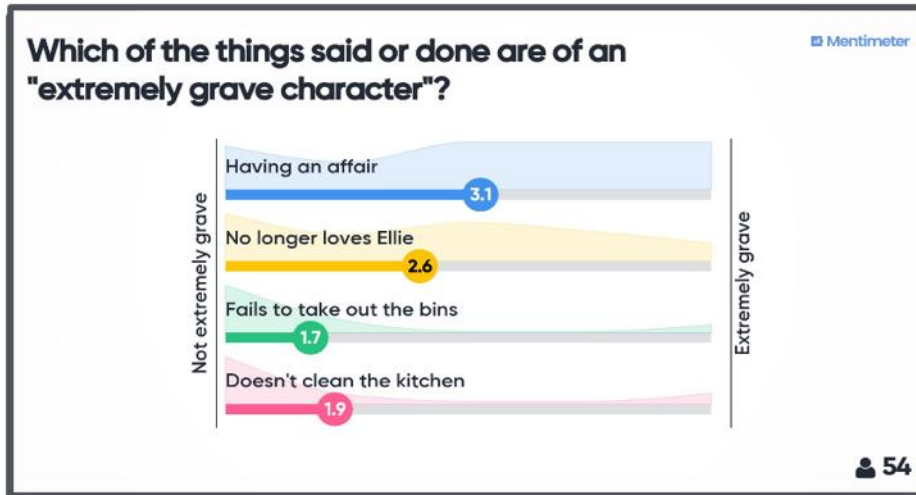 Which of the things said or done are of an
"extremely grave character"?
Mentimeter
Not extremely grave
Having an affair
3.1
No longer loves Ellie
2.6
Fails to take out the bins
1.7
Doesn't clean the kitchen
1.9
Extremely grave
54